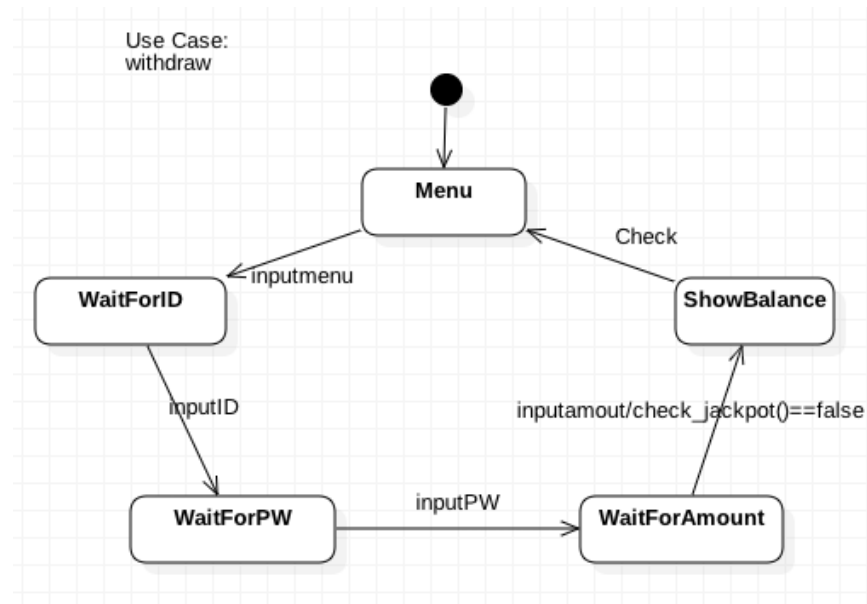 Use Case:
withdraw
Menu
inputmenu
Check
WaitForID
ShowBalance
inputID
inputamout/check_jackpot()==false
WaitForPW
inputPW
WaitForAmount